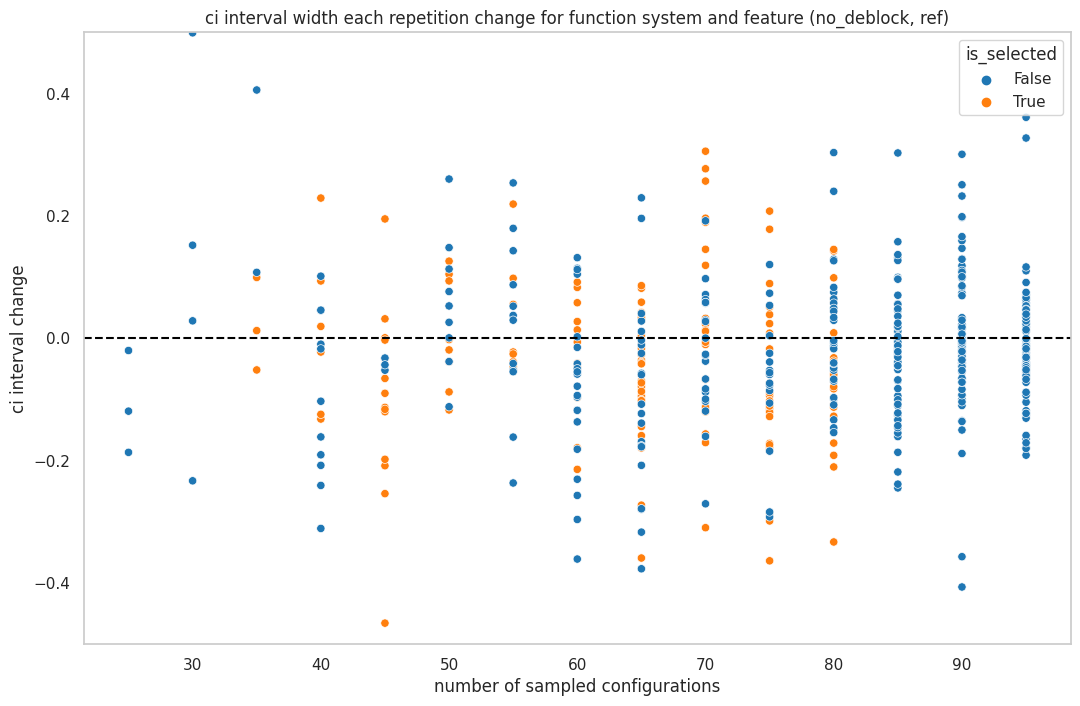 ci interval width each repetition change for function system and feature (no_deblock, ref)
is_selected
False
True
ci interval change
0.4
0.2
0.0
−0.2
−0.4
30 40 50 60 70 80 90
number of sampled configurations